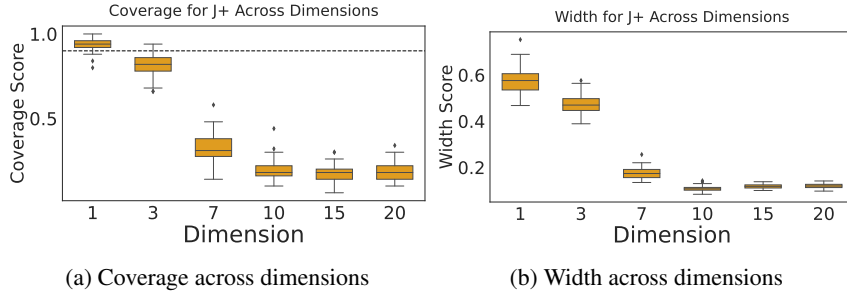 Coverage for J+ Across Dimensions
Coverage Score
1.0
0.5
1 3 7 10 15 20
Dimension
(a) Coverage across dimensions
Width for J+ Across Dimensions
Width Score
0.6
0.4
0.2
1 3 7 10 15 20
Dimension
(b) Width across dimensions